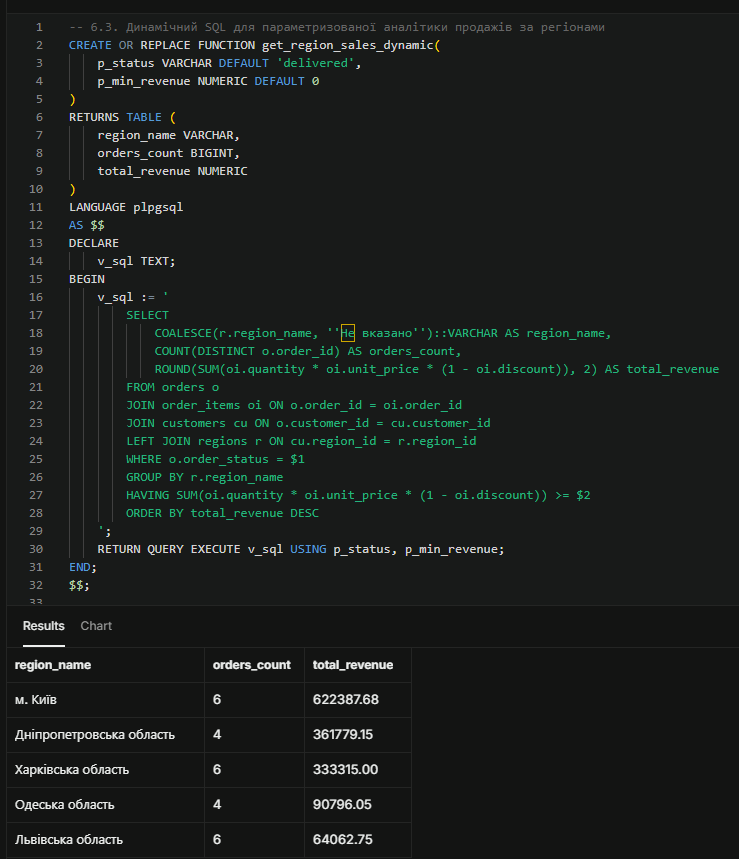 1 -- 6.3. Динамічний SQL для параметризованої аналітики продажів за регіонами
2 CREATE OR REPLACE FUNCTION get_region_sales_dynamic(
3 p_status VARCHAR DEFAULT 'delivered',
4 p_min_revenue NUMERIC DEFAULT 0
5 )
6 RETURNS TABLE (
7 region_name VARCHAR,
8 orders_count BIGINT,
9 total_revenue NUMERIC
10 )
11 LANGUAGE plpgsql
12 AS $$
13 DECLARE
14 v_sql TEXT;
15 BEGIN
16 v_sql := '
17 SELECT
18 COALESCE(r.region_name, ''Не вказано'')::VARCHAR AS region_name,
19 COUNT(DISTINCT o.order_id) AS orders_count,
20 ROUND(SUM(oi.quantity * oi.unit_price * (1 - oi.discount)), 2) AS total_revenue
21 FROM orders o
22 JOIN order_items oi ON o.order_id = oi.order_id
23 JOIN customers cu ON o.customer_id = cu.customer_id
24 LEFT JOIN regions r ON cu.region_id = r.region_id
25 WHERE o.order_status = $1
26 GROUP BY r.region_name
27 HAVING SUM(oi.quantity * oi.unit_price * (1 - oi.discount)) >= $2
28 ORDER BY total_revenue DESC
29 ';
30 RETURN QUERY EXECUTE v_sql USING p_status, p_min_revenue;
31 END;
32 $$;
33
Results Chart
region_name orders_count total_revenue
м. Київ 6 622387.68
Дніпропетровська область 4 361779.15
Харківська область 6 333315.00
Одеська область 4 90796.05
Львівська область 6 64062.75